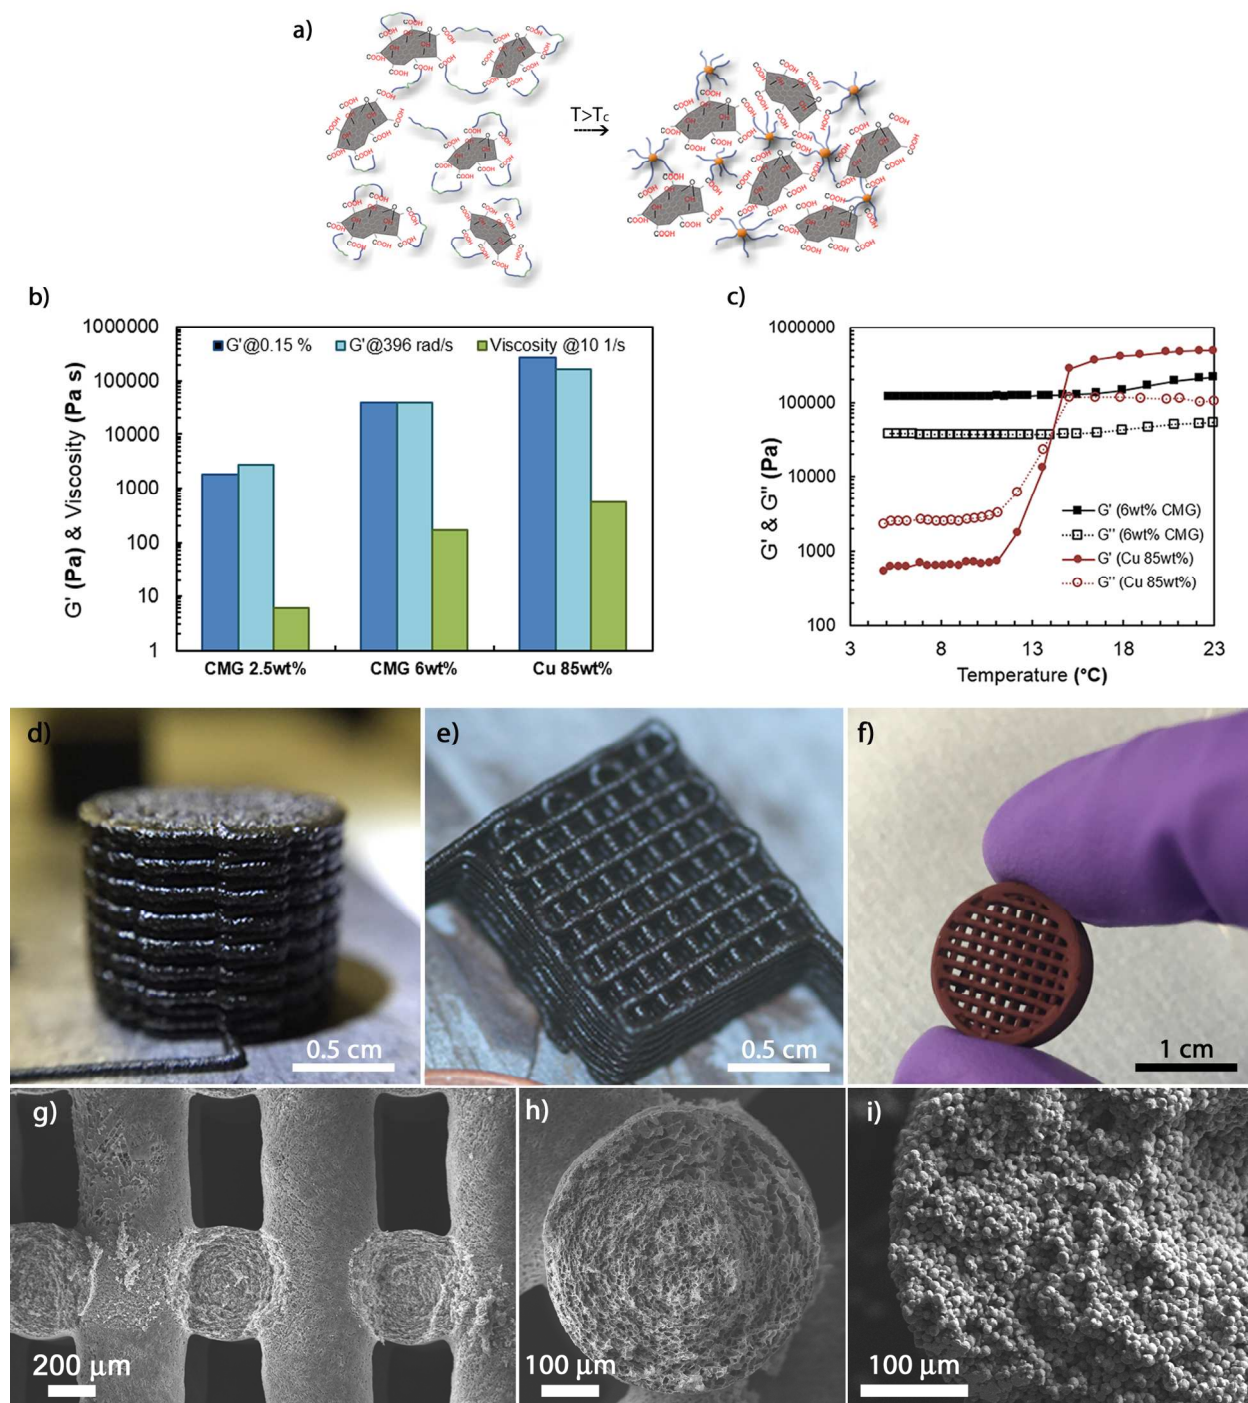 a)
T>Tc
COOH
OH
O
b)
G' (Pa) & Viscosity (Pa s)
1000000
100000
10000
1000
100
10
1
G'@0.15 %
G'@396 rad/s
Viscosity @10 1/s
CMG 2.5wt%
CMG 6wt%
Cu 85wt%
c)
G' & G'' (Pa)
1000000
100000
10000
1000
100
G' (6wt% CMG)
G'' (6wt% CMG)
G' (Cu 85wt%)
G'' (Cu 85wt%)
3 8 13 18 23
Temperature (°C)
d)
0.5 cm
e)
0.5 cm
f)
1 cm
g)
200 µm
h)
100 µm
i)
100 µm